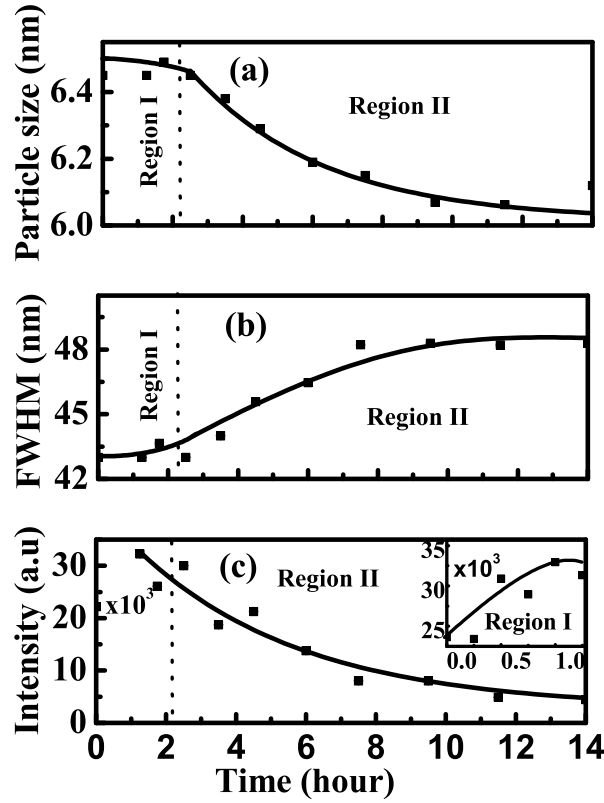 Particle size (nm)
6.4
6.2
6.0
(a)
Region I
Region II
FWHM (nm)
48
45
42
(b)
Region I
Region II
Intensity (a.u)
30
20
10
0
x10³
(c)
Region II
35
30
25
x10³
Region I
0.0 0.5 1.0
0 2 4 6 8 10 12 14
Time (hour)